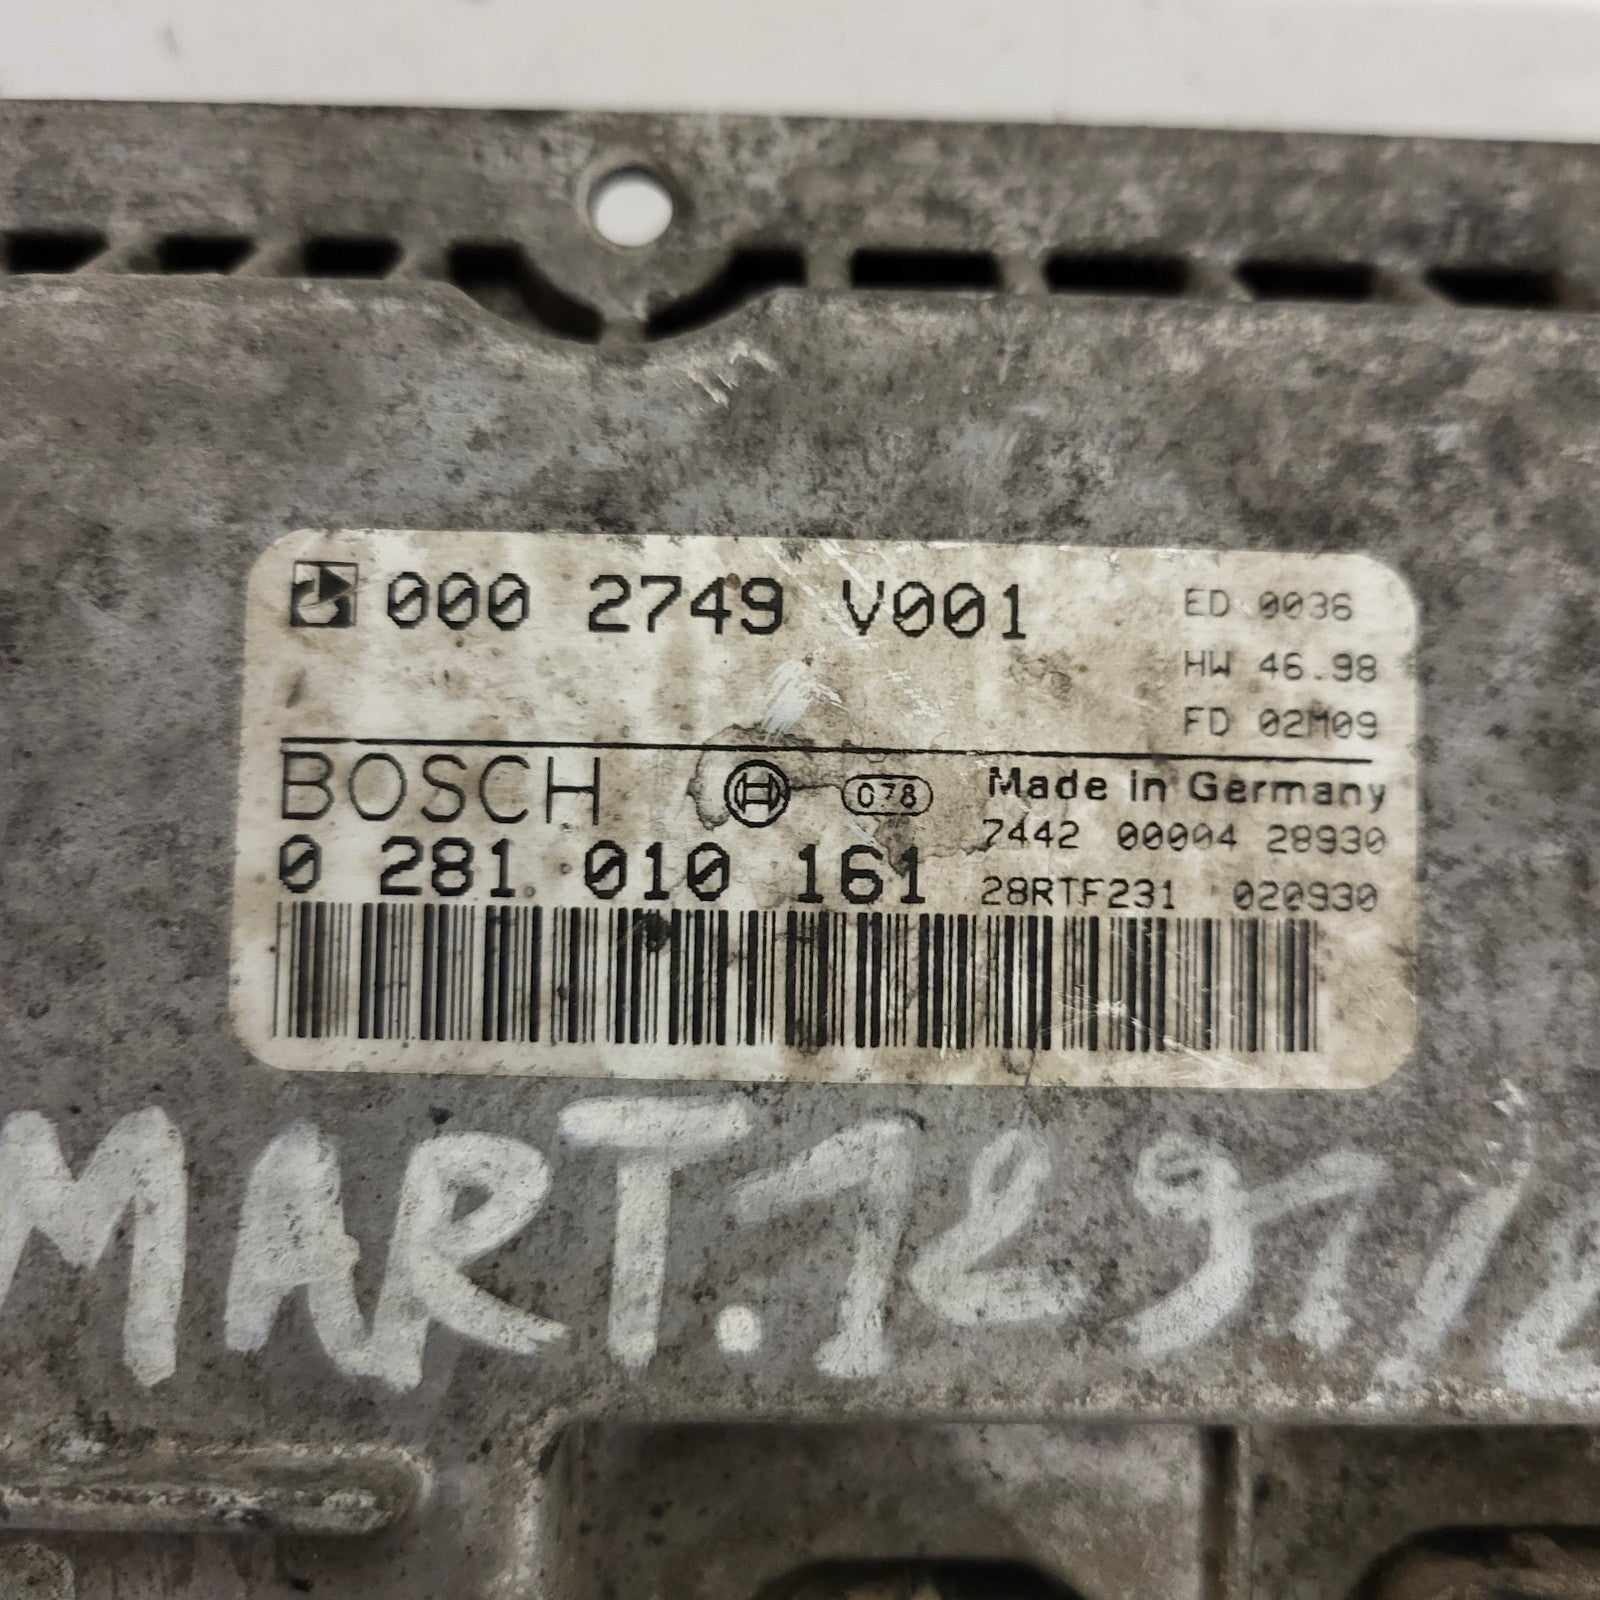 000 2749 V001
ED 0036
HW 46.98
FD 02M09
BOSCH
078
Made in Germany
7442 00004 28930
0 281 010 161
28RTF231 020930
MART.1291/